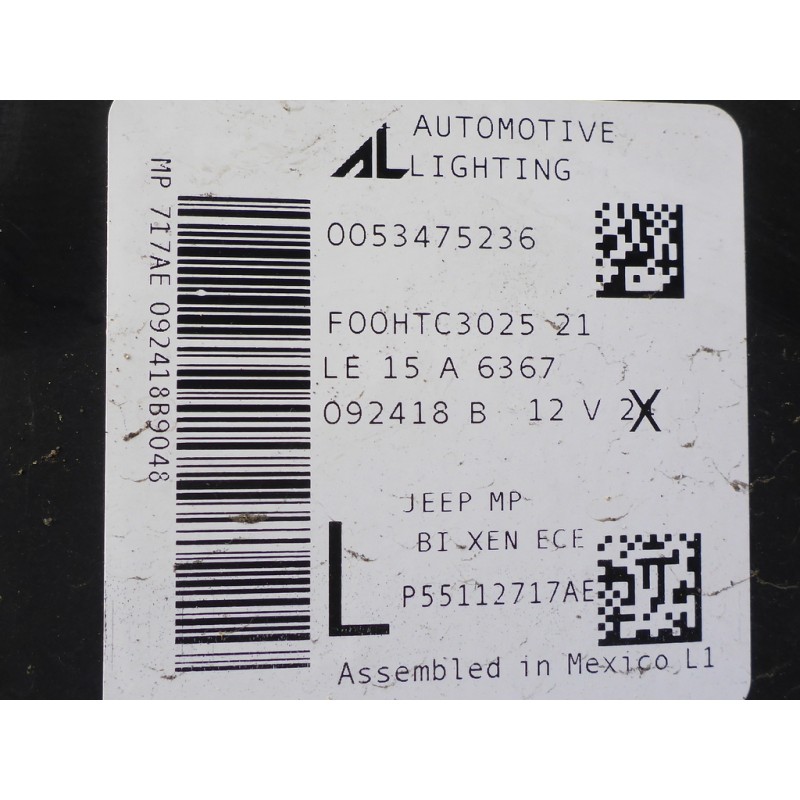 AL AUTOMOTIVE
LIGHTING
0053475236
F00HTC3025 21
LE 15 A 6367
092418 B 12 V
JEEP MP
BI XEN ECE
L
P55112717AE
Assembled in Mexico L1
MP 717AE 092418B9048